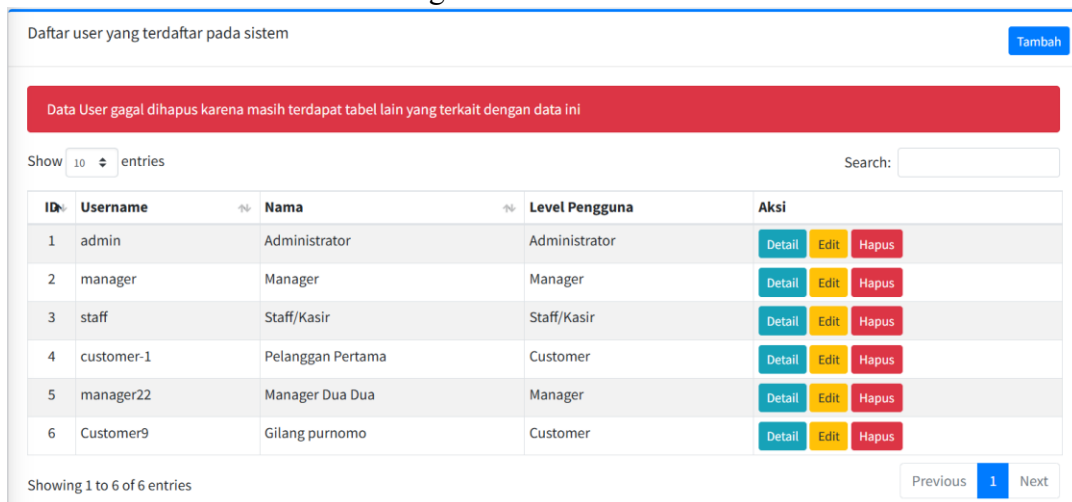 Daftar user yang terdaftar pada sistem
Tambah
Data User gagal dihapus karena masih terdapat tabel lain yang terkait dengan data ini
Show 10 entries Search:
ID Username Nama Level Pengguna Aksi
1 admin Administrator Administrator Detail Edit Hapus
2 manager Manager Manager Detail Edit Hapus
3 staff Staff/Kasir Staff/Kasir Detail Edit Hapus
4 customer-1 Pelanggan Pertama Customer Detail Edit Hapus
5 manager22 Manager Dua Dua Manager Detail Edit Hapus
6 Customer9 Gilang purnomo Customer Detail Edit Hapus
Showing 1 to 6 of 6 entries Previous 1 Next